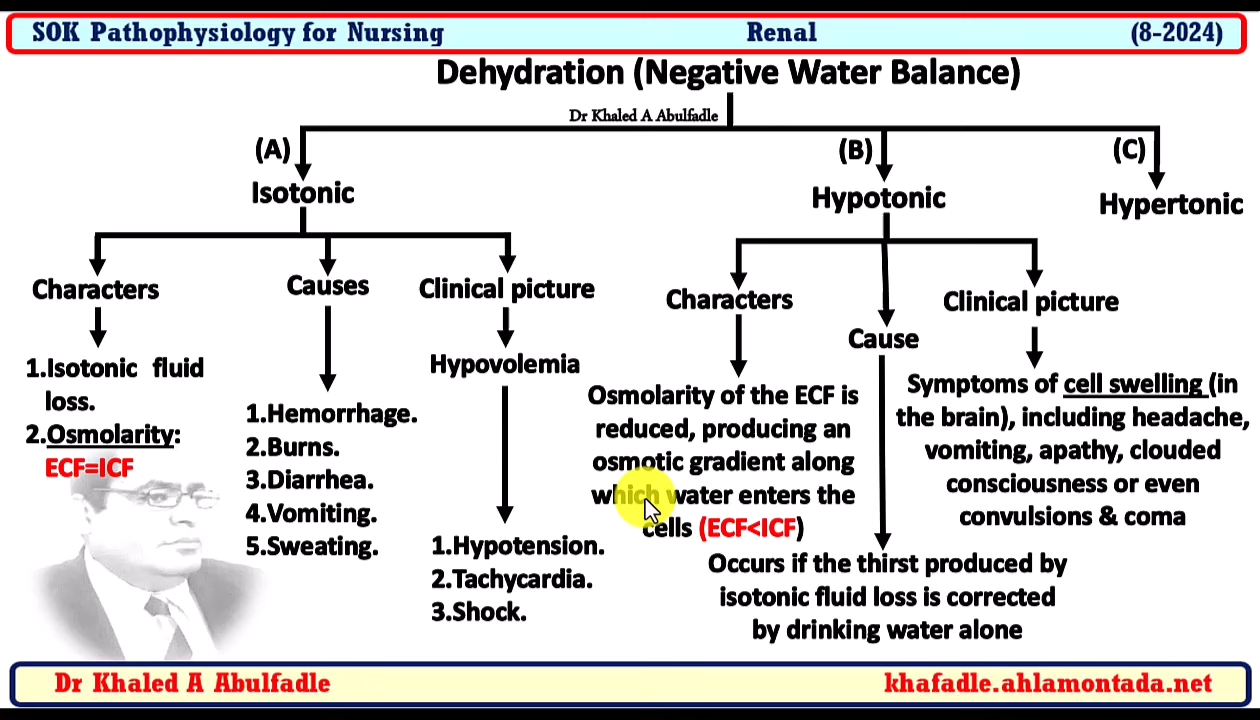 SOK Pathophysiology for Nursing Renal (8-2024)
Dehydration (Negative Water Balance)
Dr Khaled A Abulfadle
(A)
Isotonic
Characters
1.Isotonic fluid
loss.
2.Osmolarity:
ECF=ICF
Causes
1.Hemorrhage.
2.Burns.
3.Diarrhea.
4.Vomiting.
5.Sweating.
Clinical picture
Hypovolemia
1.Hypotension.
2.Tachycardia.
3.Shock.
(B)
Hypotonic
Characters
Osmolarity of the ECF is
reduced, producing an
osmotic gradient along
which water enters the
cells (ECF<ICF)
Cause
Occurs if the thirst produced by
isotonic fluid loss is corrected
by drinking water alone
Clinical picture
Symptoms of cell swelling (in
the brain), including headache,
vomiting, apathy, clouded
consciousness or even
convulsions & coma
(C)
Hypertonic
Dr Khaled A Abulfadle khafadle.ahlamontada.net